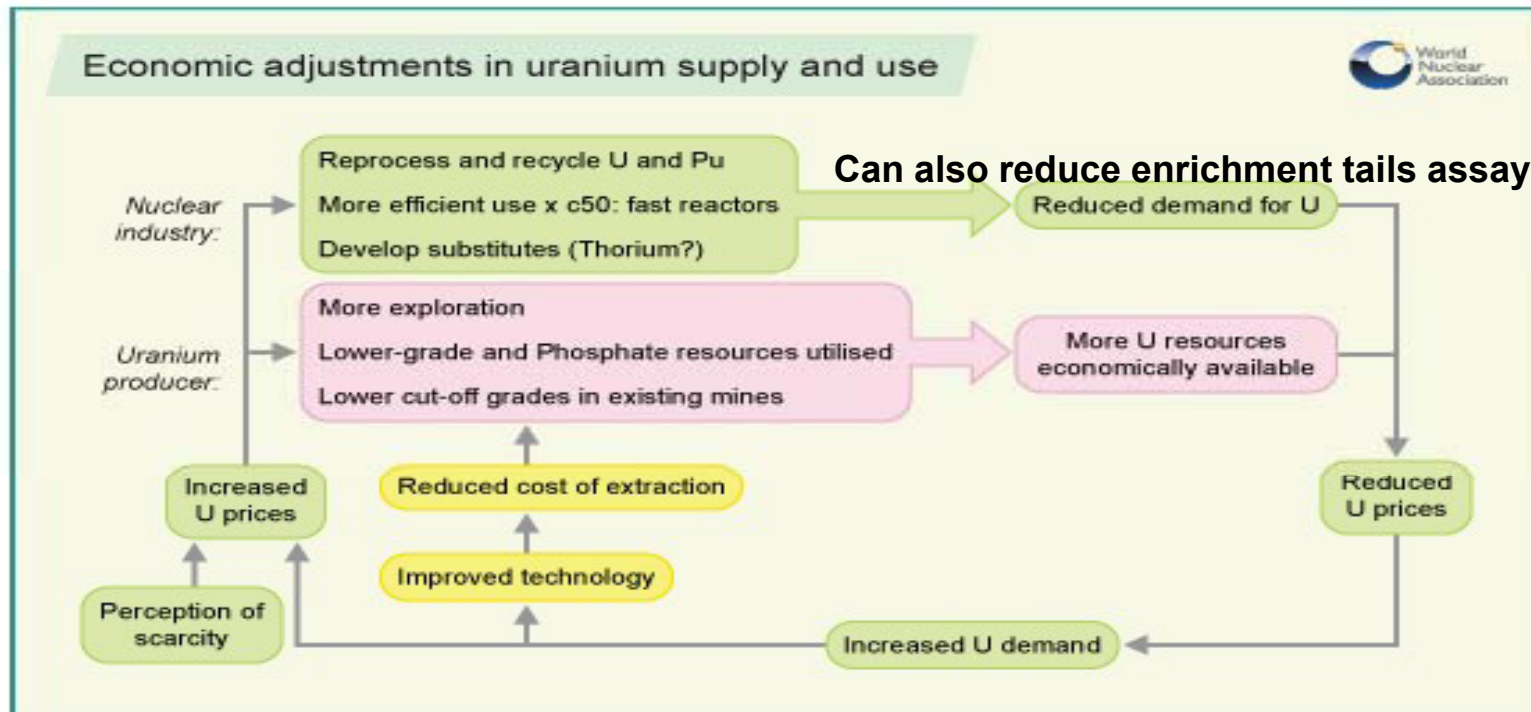 Economic adjustments in uranium supply and use
World
Nuclear
Association
Can also reduce enrichment tails assay
Nuclear
industry:
Reprocess and recycle U and Pu
More efficient use x c50: fast reactors
Develop substitutes (Thorium?)
Reduced demand for U
Uranium
producer:
More exploration
Lower-grade and Phosphate resources utilised
Lower cut-off grades in existing mines
More U resources
economically available
Increased
U prices
Reduced cost of extraction
Reduced
U prices
Improved technology
Perception of
scarcity
Increased U demand